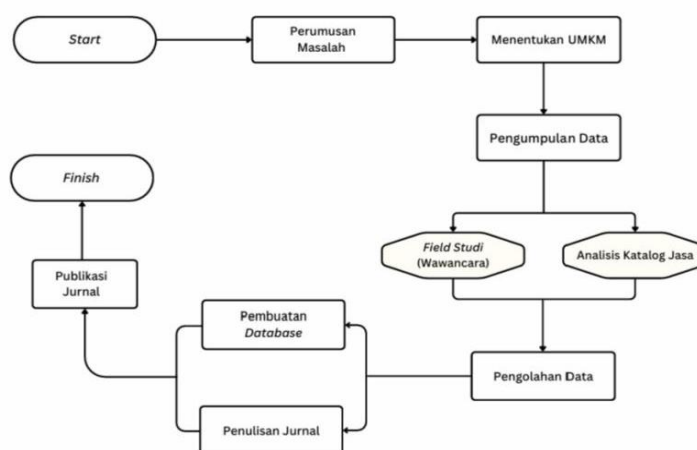 Start
Perumusan
Masalah
Menentukan UMKM
Pengumpulan Data
Field Studi
(Wawancara)
Analisis Katalog Jasa
Pengolahan Data
Pembuatan
Database
Penulisan Jurnal
Publikasi
Jurnal
Finish